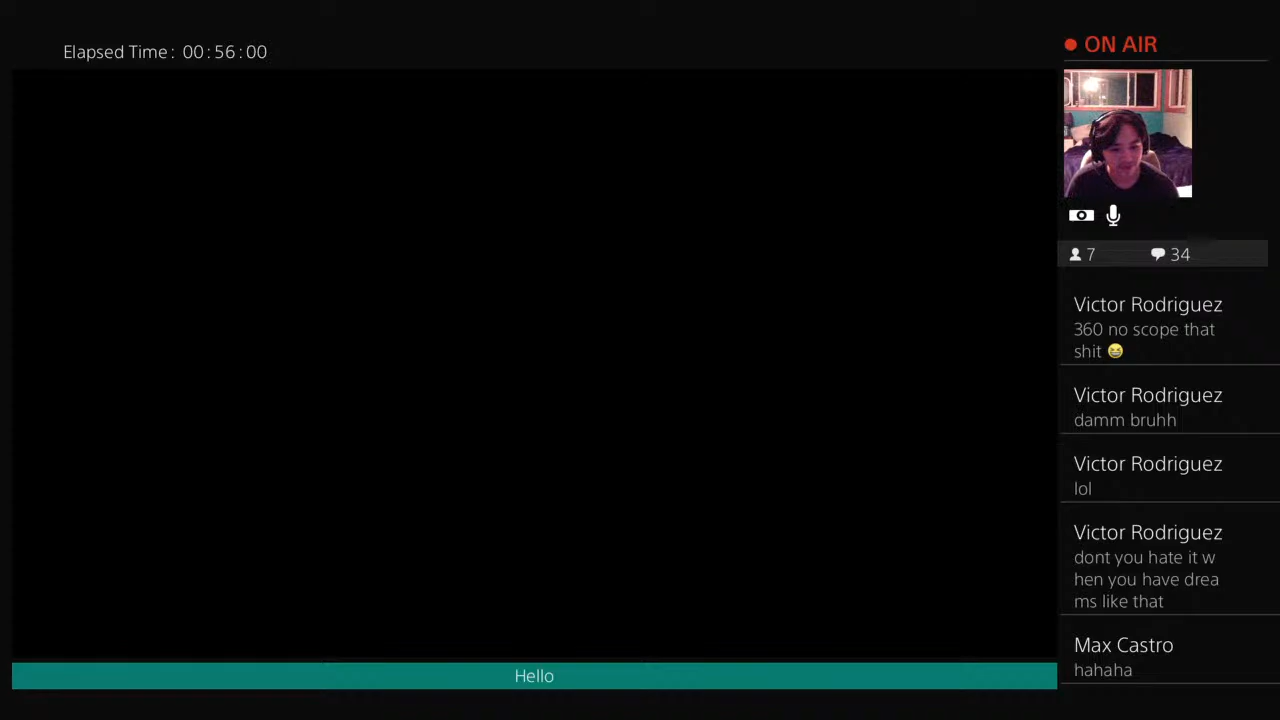 Elapsed Time: 00:56:00
ON AIR
7 34
Victor Rodriguez
360 no scope that
shit 😆
Victor Rodriguez
damm bruhh
Victor Rodriguez
lol
Victor Rodriguez
dont you hate it w
hen you have drea
ms like that
Max Castro
hahaha
Hello